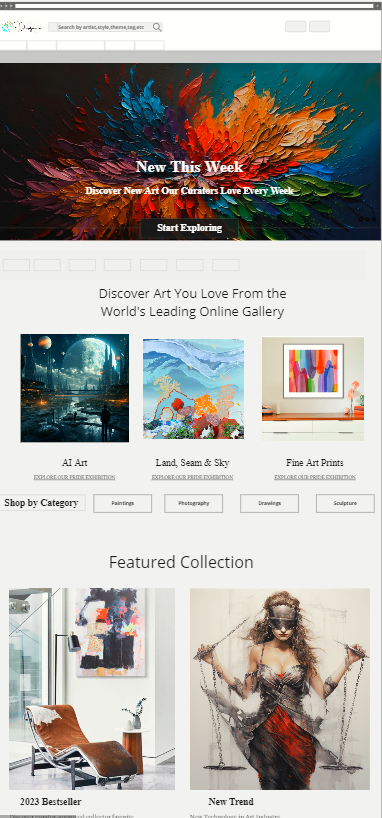 Search by artist,style,theme,tag,etc
New This Week
Discover New Art Our Curators Love Every Week
Start Exploring
Discover Art You Love From the
World's Leading Online Gallery
AI Art
Land, Seam & Sky
Fine Art Prints
EXPLORE OUR PRIDE EXHIBITION
EXPLORE OUR PRIDE EXHIBITION
EXPLORE OUR PRIDE EXHIBITION
Shop by Category
Paintings
Photography
Drawings
Sculpture
Featured Collection
2023 Bestseller
New Trend
New Technology in Art Industry